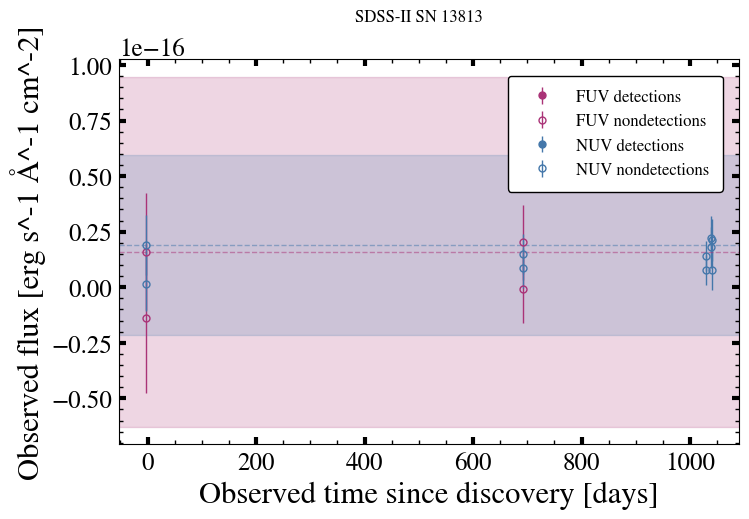 SDSS-II SN 13813
1e−16
1.00
0.75
0.50
0.25
0.00
−0.25
−0.50
Observed flux [erg s^-1 Å^-1 cm^-2]
FUV detections
FUV nondetections
NUV detections
NUV nondetections
0 200 400 600 800 1000
Observed time since discovery [days]